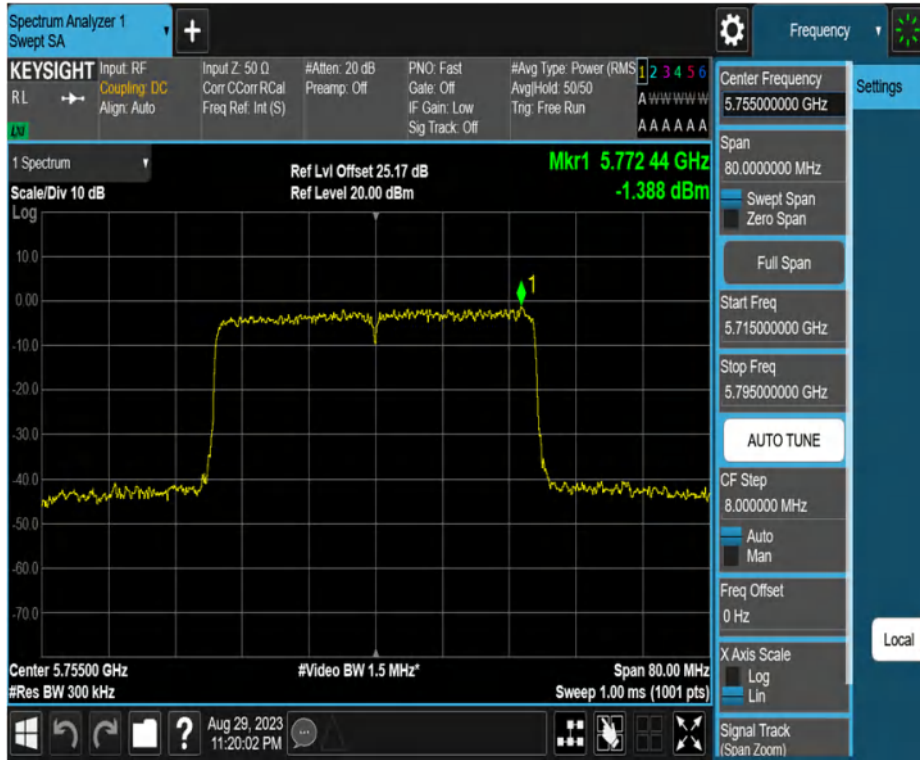 Spectrum Analyzer 1
Swept SA
+
Frequency
KEYSIGHT
RL
LXI
Input: RF
Coupling: DC
Align: Auto
Input Z: 50 Ω
Corr CCorr RCal
Freq Ref: Int (S)
#Atten: 20 dB
Preamp: Off
PNO: Fast
Gate: Off
IF Gain: Low
Sig Track: Off
#Avg Type: Power (RMS
Avg|Hold: 50/50
Trig: Free Run
1 2 3 4 5 6
A W W W W W
A A A A A A
1 Spectrum
Scale/Div 10 dB
Ref Lvl Offset 25.17 dB
Ref Level 20.00 dBm
Mkr1 5.772 44 GHz
-1.388 dBm
Log
10.0
0.00
-10.0
-20.0
-30.0
-40.0
-50.0
-60.0
-70.0
1
Center 5.75500 GHz
#Res BW 300 kHz
#Video BW 1.5 MHz*
Span 80.00 MHz
Sweep 1.00 ms (1001 pts)
?
Aug 29, 2023
11:20:02 PM
Center Frequency
5.755000000 GHz
Span
80.0000000 MHz
Swept Span
Zero Span
Full Span
Start Freq
5.715000000 GHz
Stop Freq
5.795000000 GHz
AUTO TUNE
CF Step
8.000000 MHz
Auto
Man
Freq Offset
0 Hz
X Axis Scale
Log
Lin
Signal Track
(Span Zoom)
Settings
Local